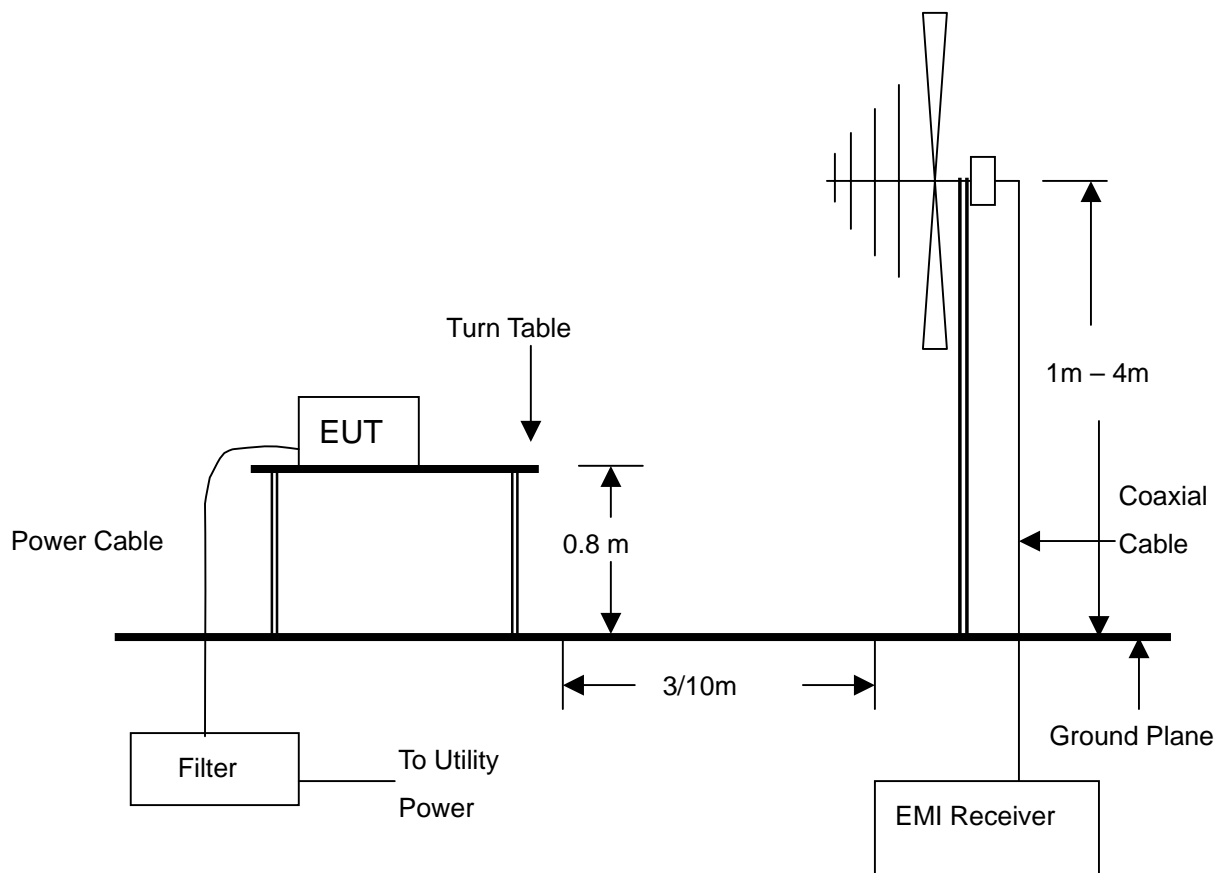 Turn Table
1m – 4m
EUT
Coaxial
Cable
Power Cable
0.8 m
3/10m
Ground Plane
Filter
To Utility
Power
EMI Receiver